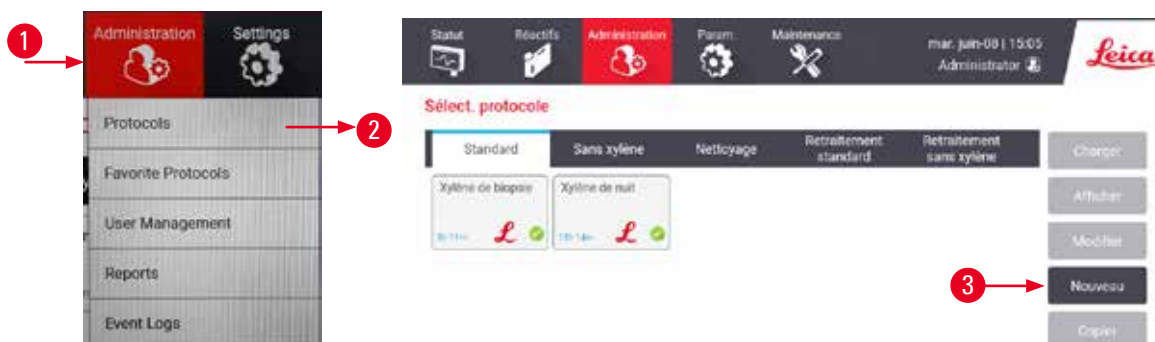 1
Administration
Settings
Protocols
2
Favorite Protocols
User Management
Reports
Event Logs
Statut
Réactifs
Administration
Param.
Maintenance
mar. juin-08 | 15:05
Administrator
Leica
Sélect. protocole
Standard
Sans xylène
Nettoyage
Retraitement
standard
Retraitement
sans xylène
Charger
Xylène de biopsie
Xylène de nuit
Afficher
Modifier
3
Nouveau
Copier